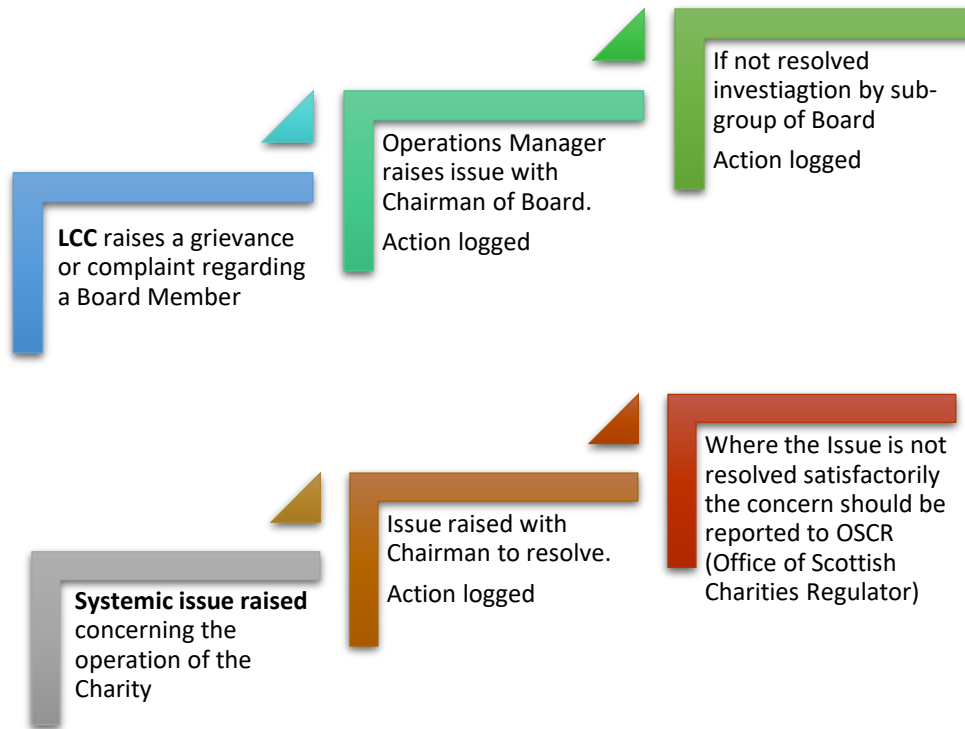 LCC raises a grievance
or complaint regarding
a Board Member
Operations Manager
raises issue with
Chairman of Board.
Action logged
If not resolved
investiagtion by sub-
group of Board
Action logged
Systemic issue raised
concerning the
operation of the
Charity
Issue raised with
Chairman to resolve.
Action logged
Where the Issue is not
resolved satisfactorily
the concern should be
reported to OSCR
(Office of Scottish
Charities Regulator)